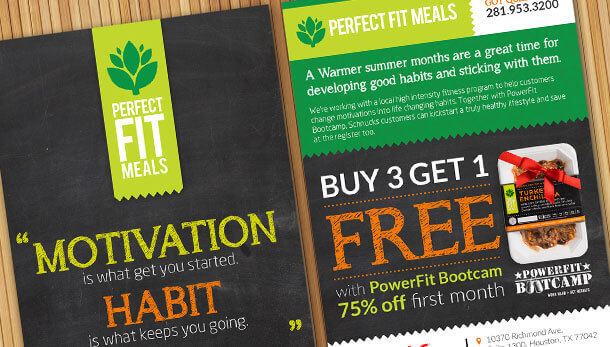 PERFECT
FIT
MEALS
“MOTIVATION
is what get you started.
HABIT
is what keeps you going.
”
PERFECT FIT MEALS
281.953.3200
A Warmer summer months are a great time for
developing good habits and sticking with them.
We're working with a local high intensity fitness program to help customers
change motivations into life changing habits. Together with PowerFit
Bootcamp, Schnucks customers can kickstart a truly healthy lifestyle and save
at the register too.
BUY 3 GET 1
FREE
with PowerFit Bootcam
75% off first month
POWERFIT
BOOTCAMP
10370 Richmond Ave.
1300, Houston, TX 77042